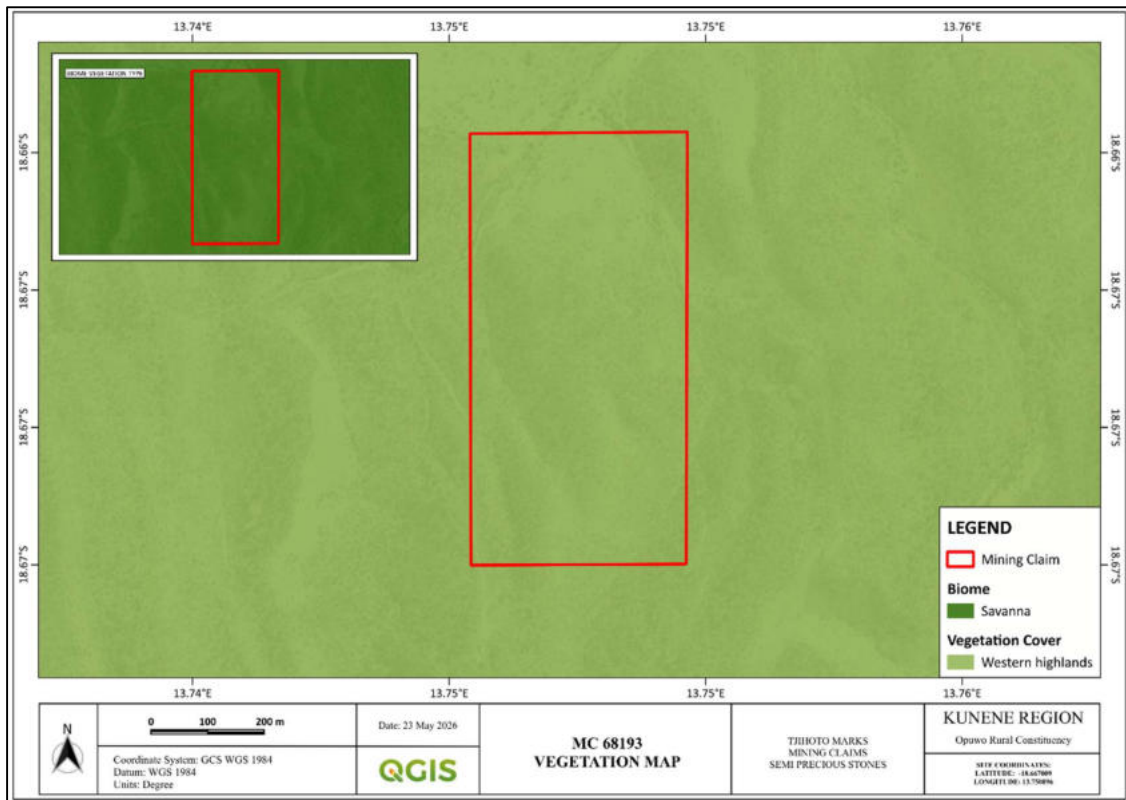 13.74°E 13.75°E 13.75°E 13.76°E
BIOME VEGETATION 1976
18.66°S 18.66°S
18.67°S 18.67°S
18.67°S 18.67°S
18.67°S 18.67°S
LEGEND
Mining Claim
Biome
Savanna
Vegetation Cover
Western highlands
13.74°E 13.75°E 13.75°E 13.76°E
N
0 100 200 m
Coordinate System: GCS WGS 1984
Datum: WGS 1984
Units: Degree
Date: 23 May 2026
QGIS
MC 68193
VEGETATION MAP
TJIHOTO MARKS
MINING CLAIMS
SEMI PRECIOUS STONES
KUNENE REGION
Opuwo Rural Constituency
SITE COORDINATES:
LATITUDE: -18.667009
LONGITUDE: 13.750896